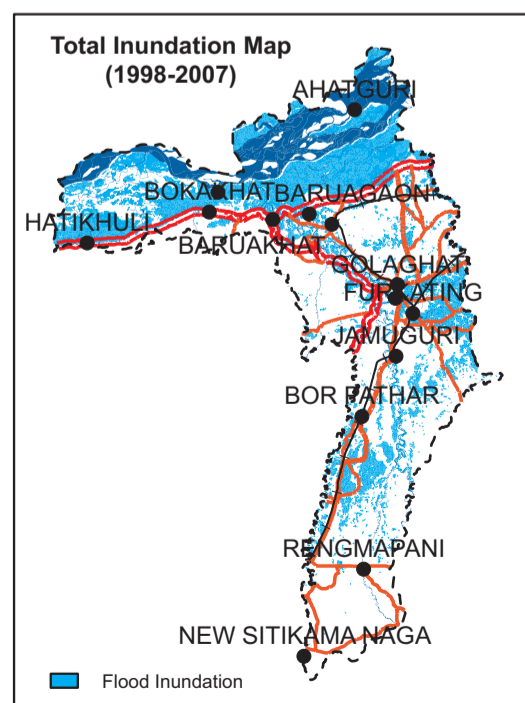 Total Inundation Map
(1998-2007)
AHATGURI
BOKAKHAT
BARUAGAON
HATIKHULI
BARUAKHAT
GOLAGHAT
FURKATING
JAMUGURI
BOR PATHAR
RENGMAPANI
NEW SITIKAMA NAGA
Flood Inundation